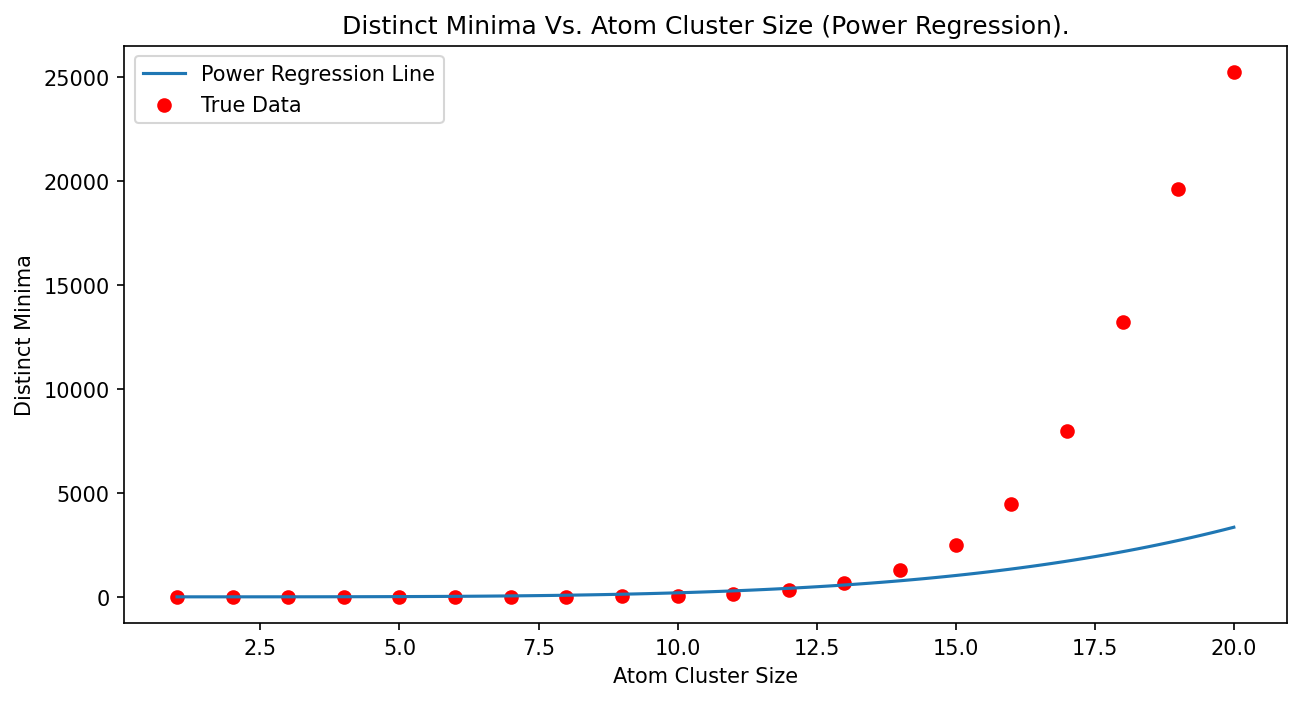 Distinct Minima Vs. Atom Cluster Size (Power Regression).
Power Regression Line
True Data
25000
20000
15000
10000
5000
0
Distinct Minima
2.5
5.0
7.5
10.0
12.5
15.0
17.5
20.0
Atom Cluster Size